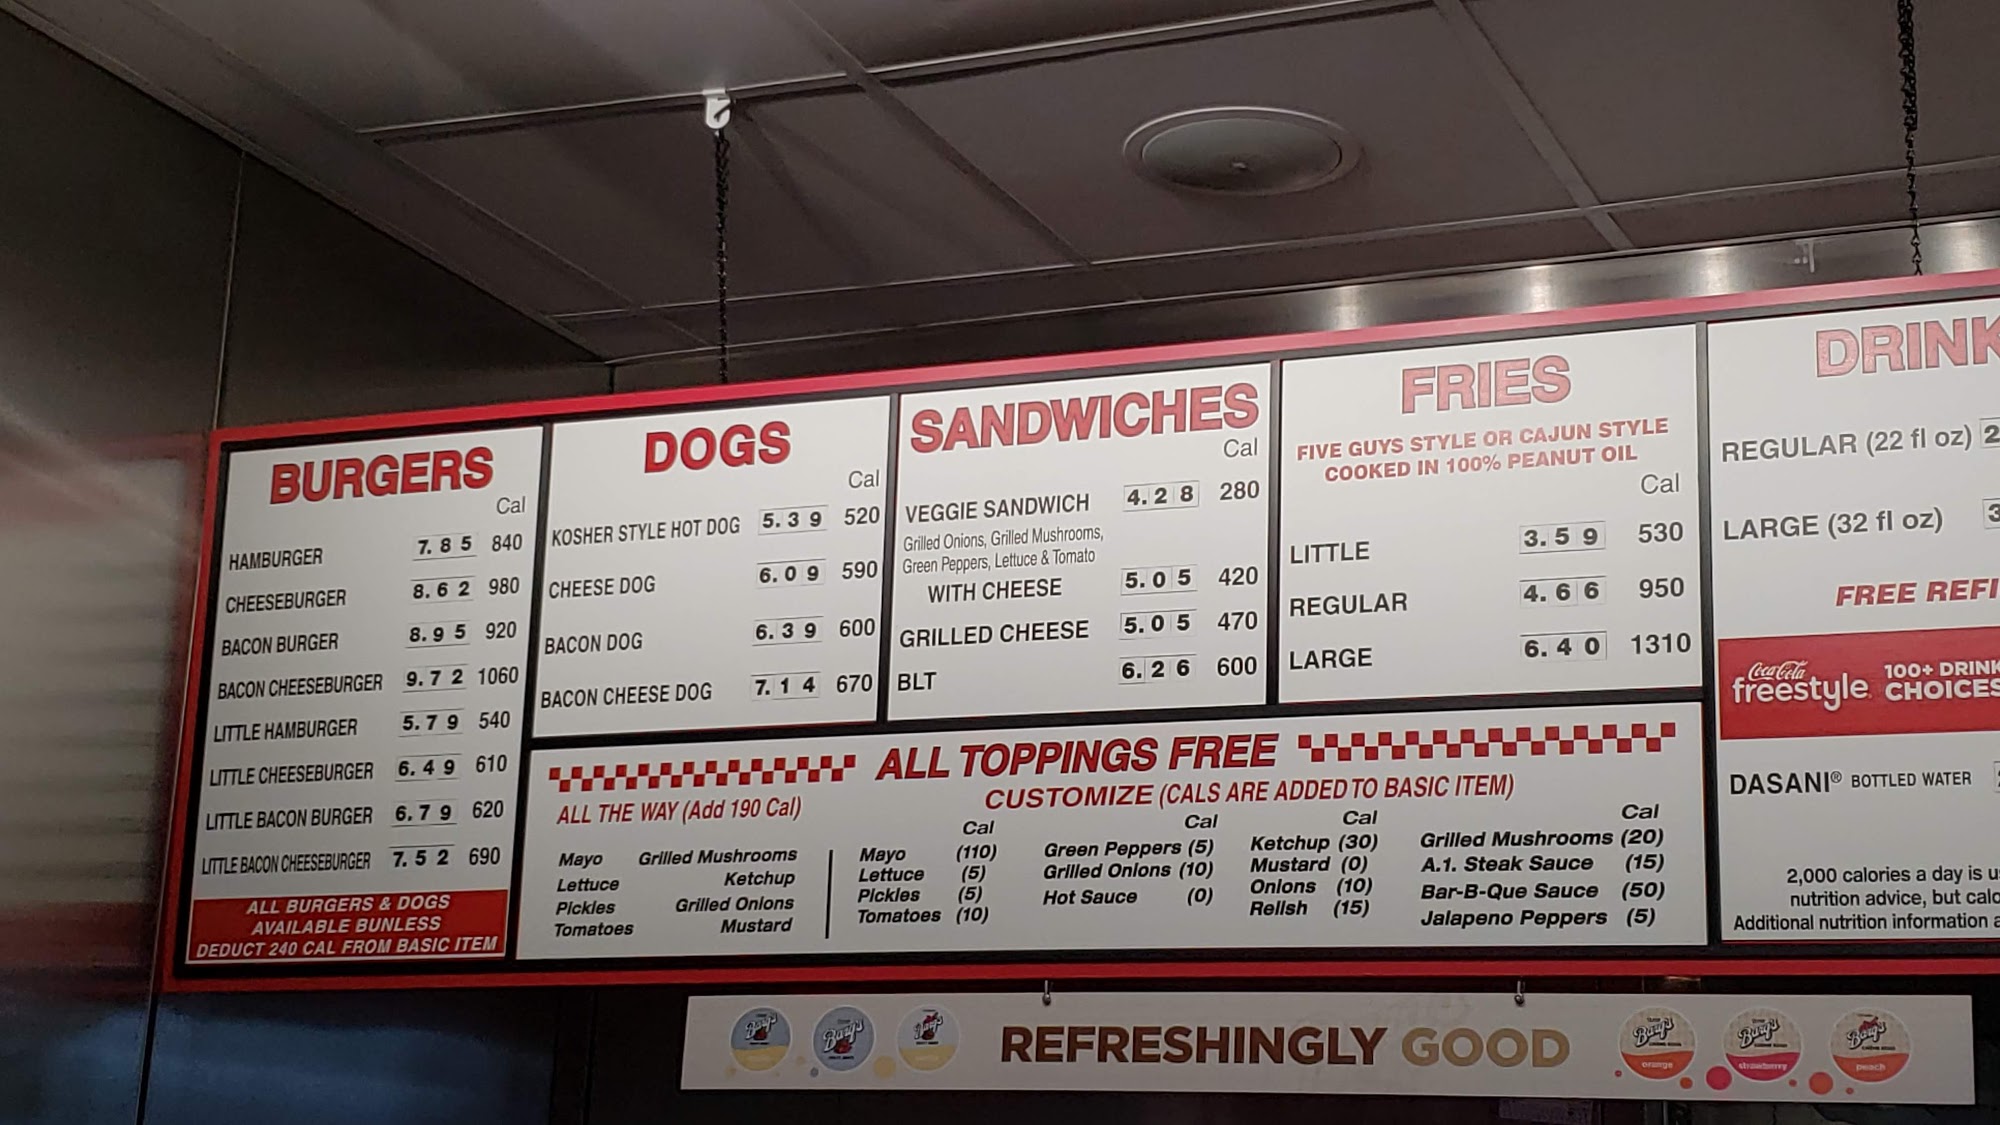 BURGERS
Cal
HAMBURGER 7.85 840
CHEESEBURGER 8.62 980
BACON BURGER 8.95 920
BACON CHEESEBURGER 9.72 1060
LITTLE HAMBURGER 5.79 540
LITTLE CHEESEBURGER 6.49 610
LITTLE BACON BURGER 6.79 620
LITTLE BACON CHEESEBURGER 7.52 690
ALL BURGERS & DOGS
AVAILABLE BUNLESS
DEDUCT 240 CAL FROM BASIC ITEM
DOGS
Cal
KOSHER STYLE HOT DOG 5.39 520
CHEESE DOG 6.09 590
BACON DOG 6.39 600
BACON CHEESE DOG 7.14 670
SANDWICHES
Cal
VEGGIE SANDWICH 4.28 280
Grilled Onions, Grilled Mushrooms,
Green Peppers, Lettuce & Tomato
WITH CHEESE 5.05 420
GRILLED CHEESE 5.05 470
BLT 6.26 600
FRIES
FIVE GUYS STYLE OR CAJUN STYLE
COOKED IN 100% PEANUT OIL
Cal
LITTLE 3.59 530
REGULAR 4.66 950
LARGE 6.40 1310
ALL TOPPINGS FREE
ALL THE WAY (Add 190 Cal)
Mayo Grilled Mushrooms
Lettuce Ketchup
Pickles Grilled Onions
Tomatoes Mustard
CUSTOMIZE (CALS ARE ADDED TO BASIC ITEM)
Cal Cal Cal Cal
Mayo (110) Green Peppers (5) Ketchup (30) Grilled Mushrooms (20)
Lettuce (5) Grilled Onions (10) Mustard (0) A.1. Steak Sauce (15)
Pickles (5) Hot Sauce (0) Onions (10) Bar-B-Que Sauce (50)
Tomatoes (10) Relish (15) Jalapeno Peppers (5)
DRINK
REGULAR (22 fl oz) 2
LARGE (32 fl oz) 3
FREE REFI
Coca-Cola
freestyle
100+ DRINK
CHOICES
DASANI® BOTTLED WATER
2,000 calories a day is u
nutrition advice, but calo
Additional nutrition information a
REFRESHINGLY GOOD
Barq's
Barq's
Barq's
Barq's
orange
Barq's
strawberry
Barq's
peach